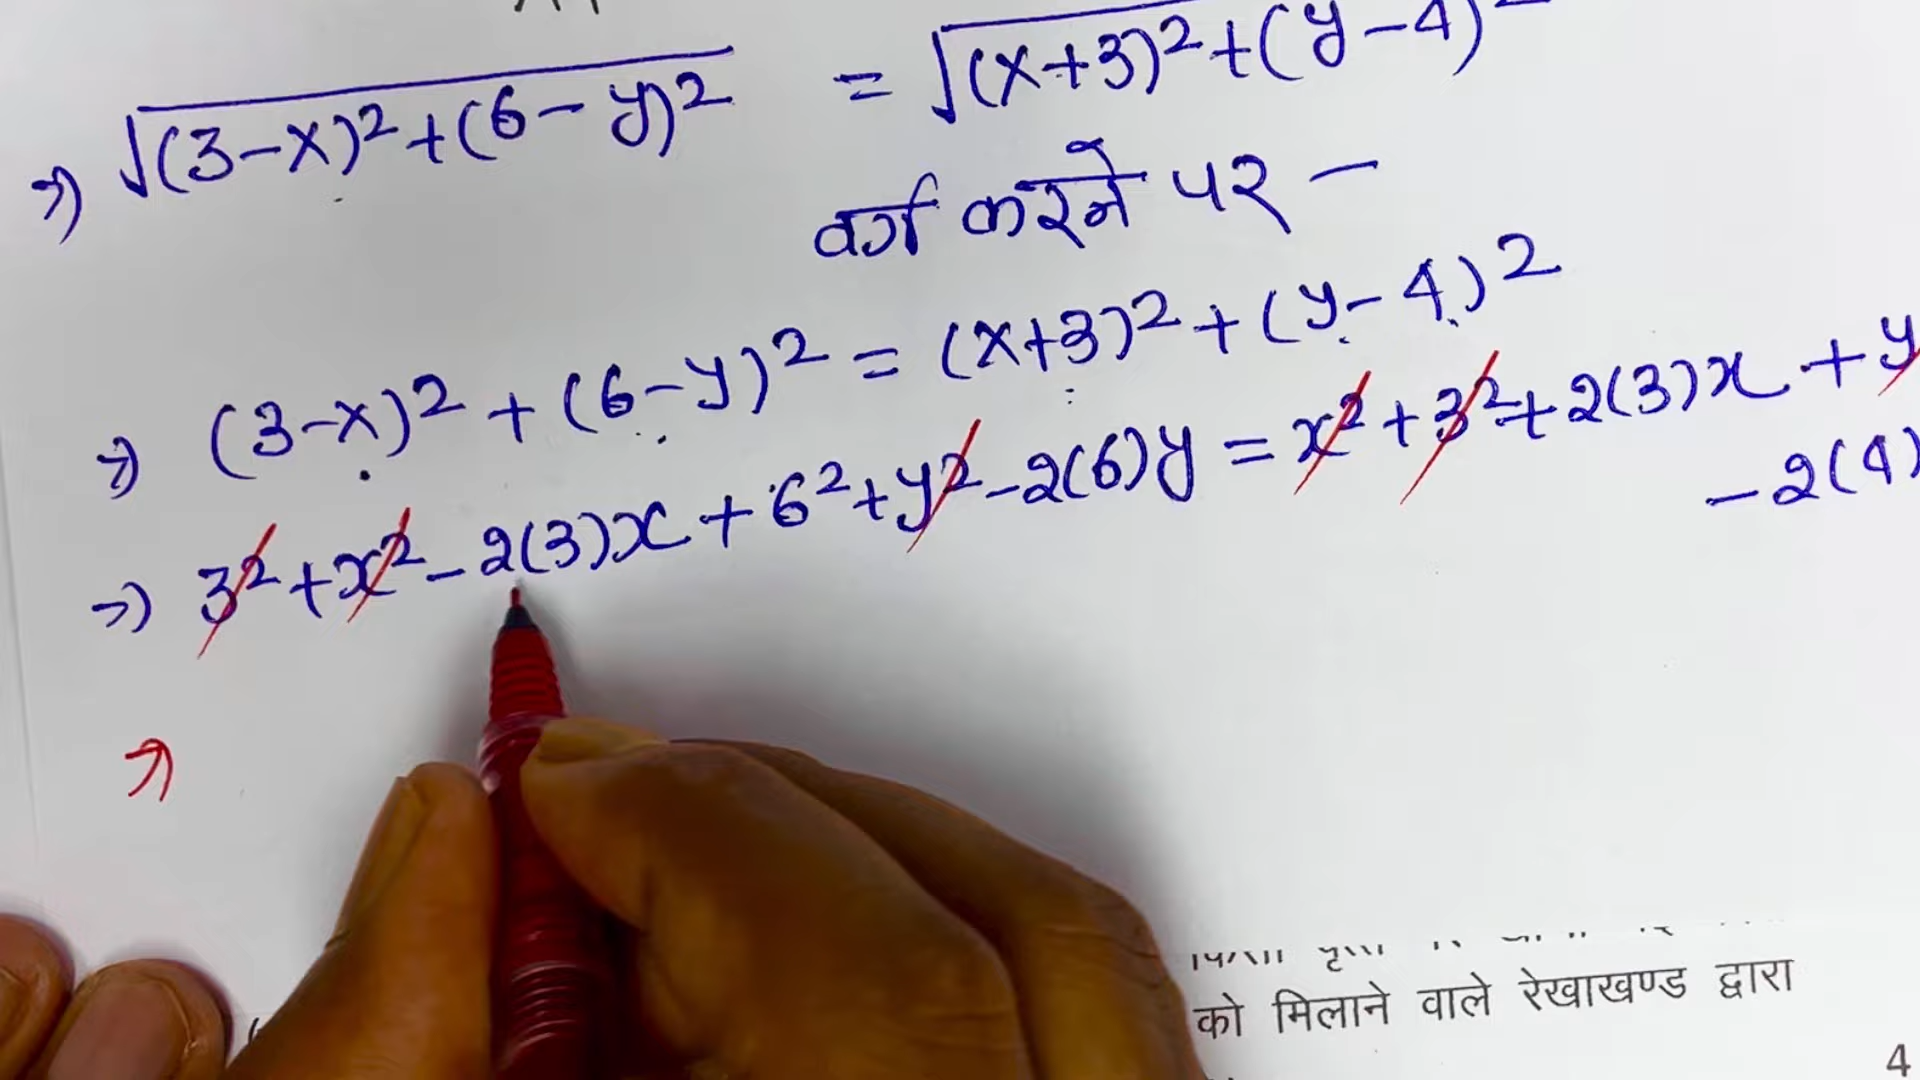 ⇒ √(3-x)²+(6-y)² = √(x+3)²+(y-4)²
वर्ग करने पर –
⇒ (3-x)² + (6-y)² = (x+3)² + (y-4)²
⇒ 3²+x²-2(3)x + 6²+y²-2(6)y = x²+3²+2(3)x + y
-2(4)
⇒
को मिलाने वाले रेखाखण्ड द्वारा
4